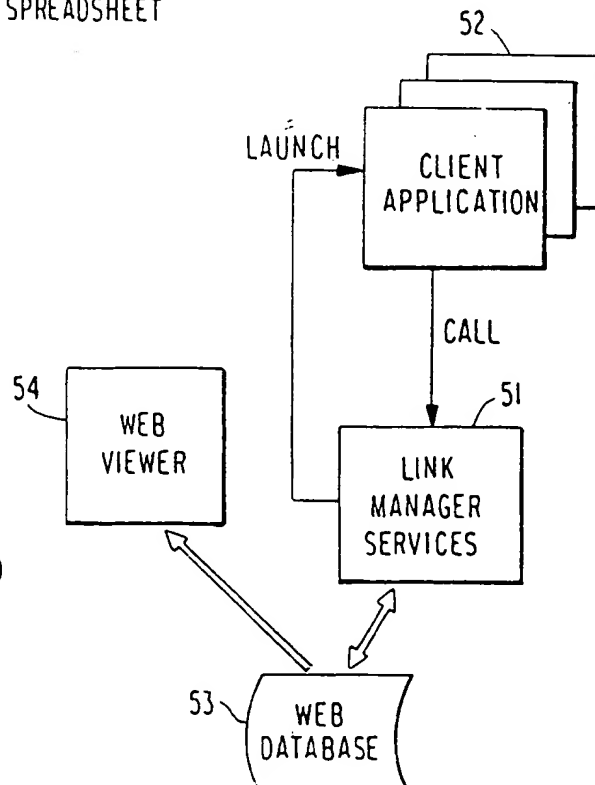 SPREADSHEET
52
LAUNCH
CLIENT
APPLICATION
CALL
54
51
WEB
VIEWER
LINK
MANAGER
SERVICES
53
WEB
DATABASE